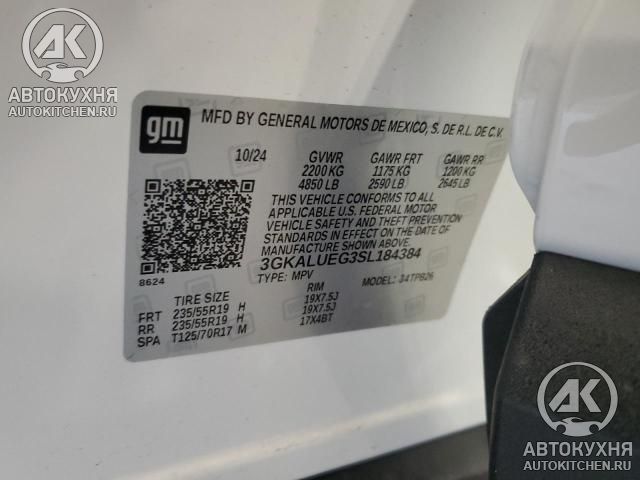 АВТОКУХНЯ
AUTOKITCHEN.RU
gm
MFD BY GENERAL MOTORS DE MEXICO, S. DE R.L. DE C.V.
10/24 GVWR GAWR FRT GAWR RR
2200 KG 1175 KG 1200 KG
4850 LB 2590 LB 2645 LB
THIS VEHICLE CONFORMS TO ALL
APPLICABLE U.S. FEDERAL MOTOR
VEHICLE SAFETY AND THEFT PREVENTION
STANDARDS IN EFFECT ON THE DATE OF
MANUFACTURE SHOWN ABOVE.
3GKALUEG3SL184384
8624
TYPE: MPV MODEL: 34TPB26
TIRE SIZE RIM
FRT 235/55R19 H 19X7.5J
RR 235/55R19 H 19X7.5J
SPA T125/70R17 M 17X4BT
АК
АВТОКУХНЯ
AUTOKITCHEN.RU